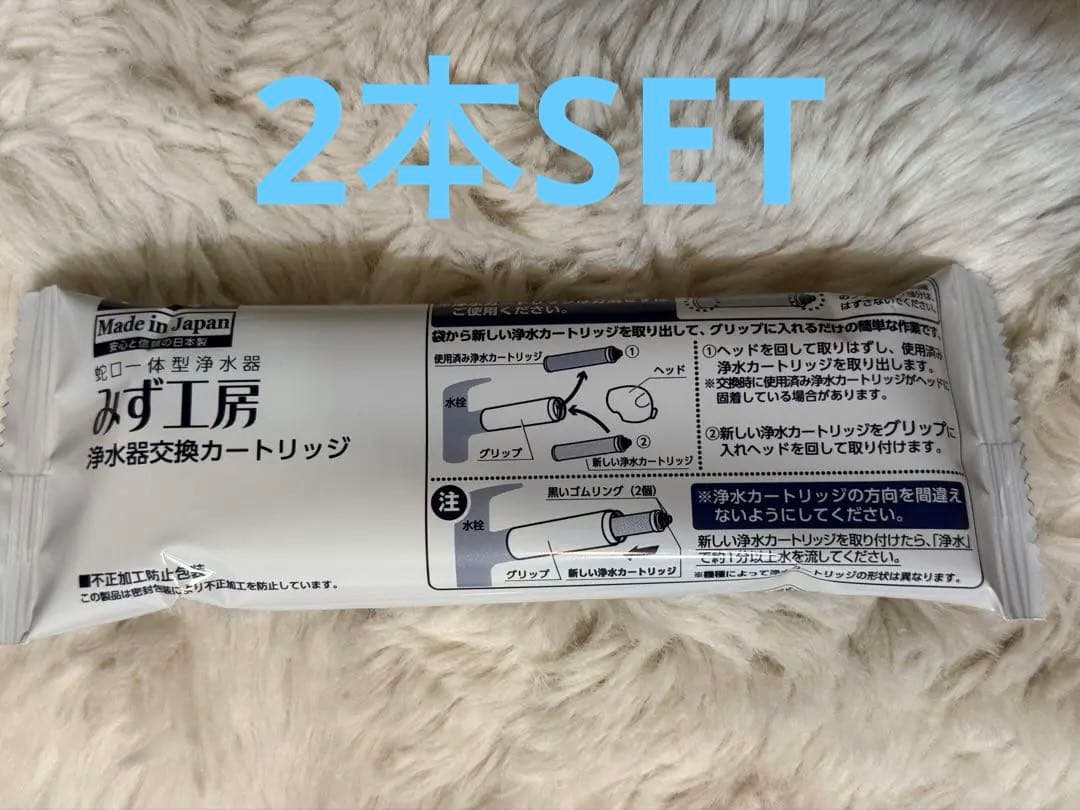 2本SET
Made in Japan
安心と信頼の日本製
蛇口一体型浄水器
みず工房
浄水器交換カートリッジ
■不正加工防止包装
この製品は密封包装により不正加工を防止しています。
ご使用ください。
はずさないでください。
袋から新しい浄水カートリッジを取り出して、グリップに入れるだけの簡単な作業です
使用済み浄水カートリッジ
①
ヘッド
水栓
グリップ
②
新しい浄水カートリッジ
①ヘッドを回して取りはずし、使用済み
浄水カートリッジを取り出します。
※交換時に使用済み浄水カートリッジがヘッドに
固着している場合があります。
②新しい浄水カートリッジをグリップに
入れヘッドを回して取り付けます。
注
黒いゴムリング(2個)
水栓
グリップ
新しい浄水カートリッジ
※浄水カートリッジの方向を間違え
ないようにしてください。
新しい浄水カートリッジを取り付けたら、「浄水」
で約1分以上水を流してください。
※機種によって浄水カートリッジの形状は異なります。